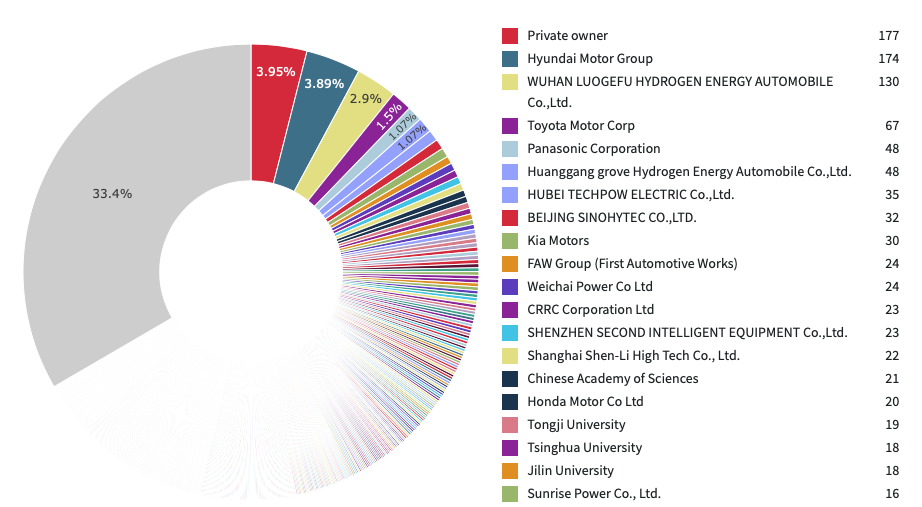 3.95%
3.89%
2.9%
1.5%
1.07%
1.07%
33.4%
Private owner 177
Hyundai Motor Group 174
WUHAN LUOGEFU HYDROGEN ENERGY AUTOMOBILE 130
Co.,Ltd.
Toyota Motor Corp 67
Panasonic Corporation 48
Huanggang grove Hydrogen Energy Automobile Co.,Ltd. 48
HUBEI TECHPOW ELECTRIC Co.,Ltd. 35
BEIJING SINOHYTEC CO.,LTD. 32
Kia Motors 30
FAW Group (First Automotive Works) 24
Weichai Power Co Ltd 24
CRRC Corporation Ltd 23
SHENZHEN SECOND INTELLIGENT EQUIPMENT Co.,Ltd. 23
Shanghai Shen-Li High Tech Co., Ltd. 22
Chinese Academy of Sciences 21
Honda Motor Co Ltd 20
Tongji University 19
Tsinghua University 18
Jilin University 18
Sunrise Power Co., Ltd. 16